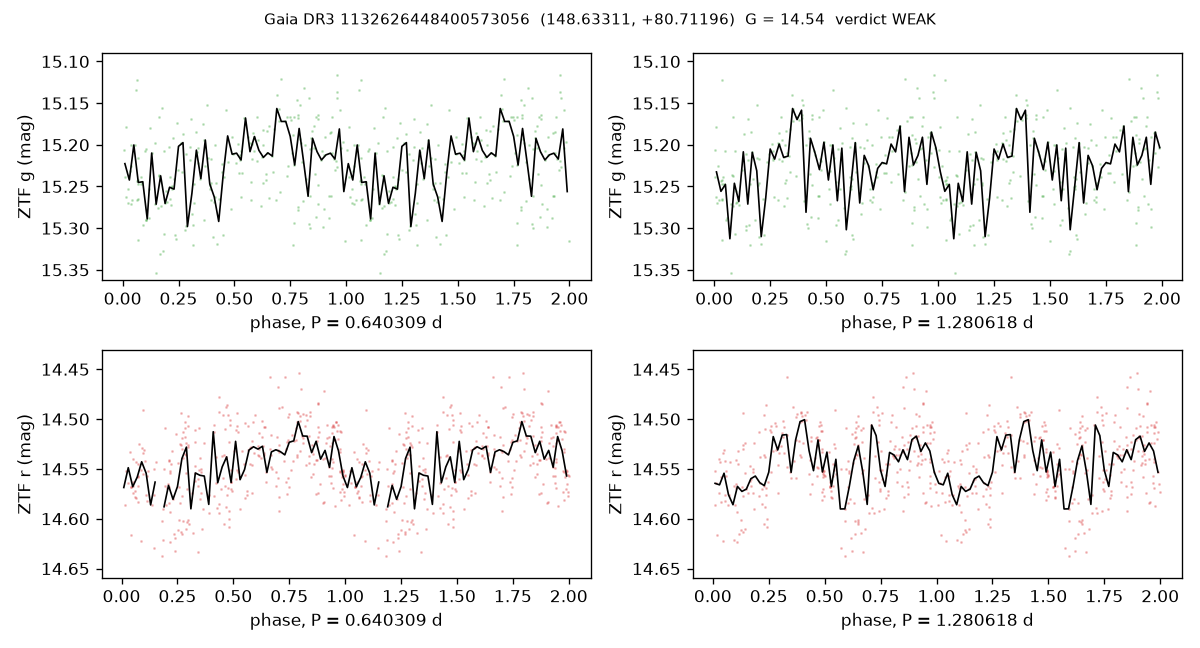 Gaia DR3 1132626448400573056 (148.63311, +80.71196) G = 14.54 verdict WEAK
ZTF g (mag)
15.10
15.15
15.20
15.25
15.30
15.35
0.00 0.25 0.50 0.75 1.00 1.25 1.50 1.75 2.00
phase, P = 0.640309 d
ZTF g (mag)
15.10
15.15
15.20
15.25
15.30
15.35
0.00 0.25 0.50 0.75 1.00 1.25 1.50 1.75 2.00
phase, P = 1.280618 d
ZTF r (mag)
14.45
14.50
14.55
14.60
14.65
0.00 0.25 0.50 0.75 1.00 1.25 1.50 1.75 2.00
phase, P = 0.640309 d
ZTF r (mag)
14.45
14.50
14.55
14.60
14.65
0.00 0.25 0.50 0.75 1.00 1.25 1.50 1.75 2.00
phase, P = 1.280618 d